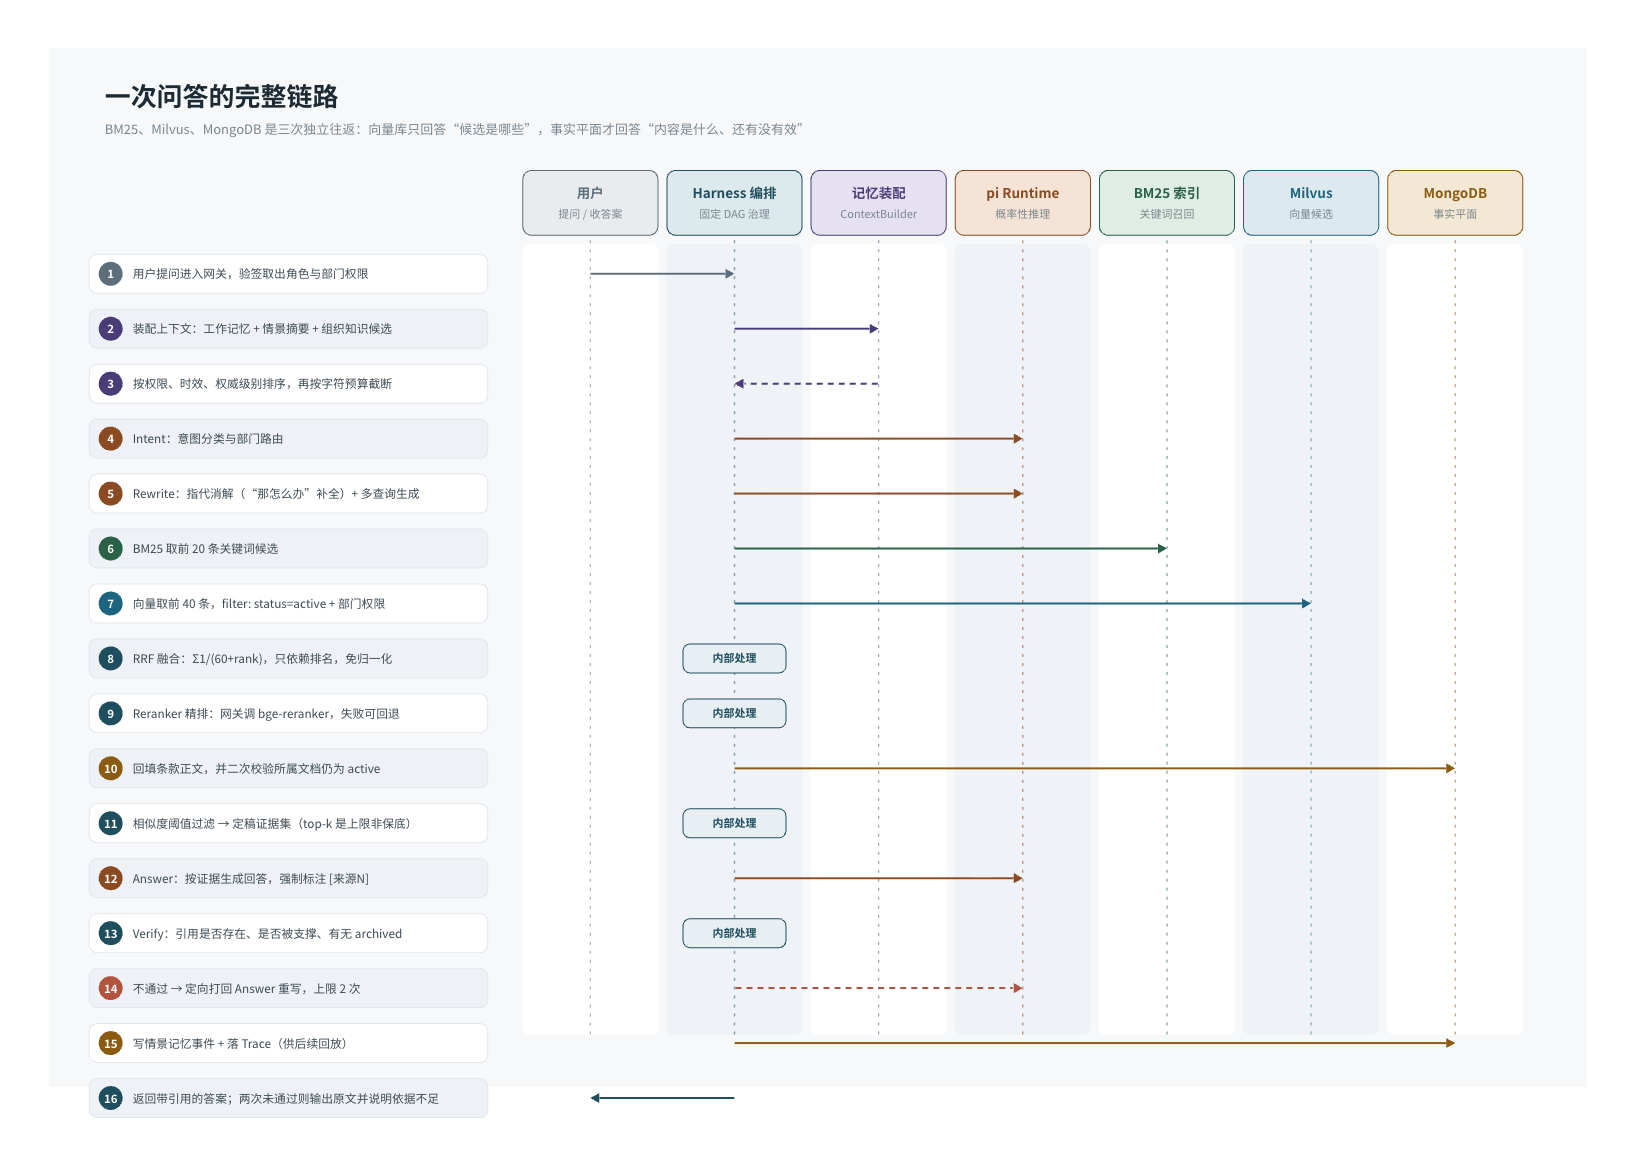 一次问答的完整链路
BM25、Milvus、MongoDB 是三次独立往返：向量库只回答“候选是哪些”，事实平面才回答“内容是什么、还有没有效”
用户
提问 / 收答案
Harness 编排
固定 DAG 治理
记忆装配
ContextBuilder
pi Runtime
概率性推理
BM25 索引
关键词召回
Milvus
向量候选
MongoDB
事实平面
1 用户提问进入网关，验签取出角色与部门权限
2 装配上下文：工作记忆 + 情景摘要 + 组织知识候选
3 按权限、时效、权威级别排序，再按字符预算截断
4 Intent：意图分类与部门路由
5 Rewrite：指代消解（“那怎么办”补全）+ 多查询生成
6 BM25 取前 20 条关键词候选
7 向量取前 40 条，filter: status=active + 部门权限
8 RRF 融合：Σ1/(60+rank)，只依赖排名，免归一化
内部处理
9 Reranker 精排：网关调 bge-reranker，失败可回退
内部处理
10 回填条款正文，并二次校验所属文档仍为 active
11 相似度阈值过滤 → 定稿证据集（top-k 是上限非保底）
内部处理
12 Answer：按证据生成回答，强制标注 [来源N]
13 Verify：引用是否存在、是否被支撑、有无 archived
内部处理
14 不通过 → 定向打回 Answer 重写，上限 2 次
15 写情景记忆事件 + 落 Trace（供后续回放）
16 返回带引用的答案；两次未通过则输出原文并说明依据不足